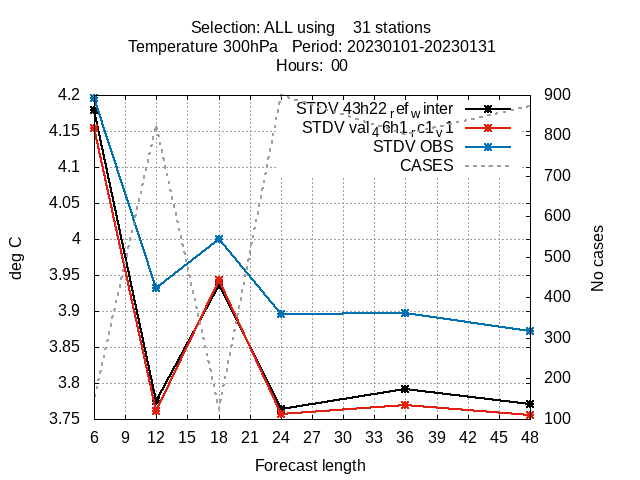 Selection: ALL using    31 stations
Temperature 300hPa   Period: 20230101-20230131
Hours:  00
4.2
4.15
4.1
4.05
4
3.95
3.9
3.85
3.8
3.75
deg C
STDV 43h22ref_winter
STDV val_46h1_rc1_v1
STDV OBS
CASES
900
800
700
600
500
400
300
200
100
No cases
6 9 12 15 18 21 24 27 30 33 36 39 42 45 48
Forecast length